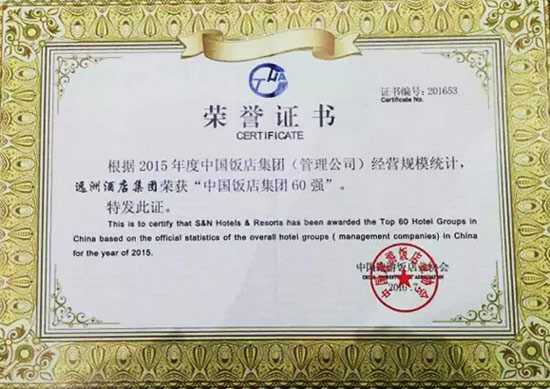 证书编号: 201653
Certificate No.
荣誉证书
CERTIFICATE
根据2015年度中国饭店集团（管理公司）经营规模统计，
远洲酒店集团荣获“中国饭店集团60强”。
特发此证。
This is to certify that S&N Hotels & Resorts has been awarded the Top 60 Hotel Groups in
China based on the official statistics of the overall hotel groups ( management companies) in China
for the year of 2015.
中国旅游饭店业协会